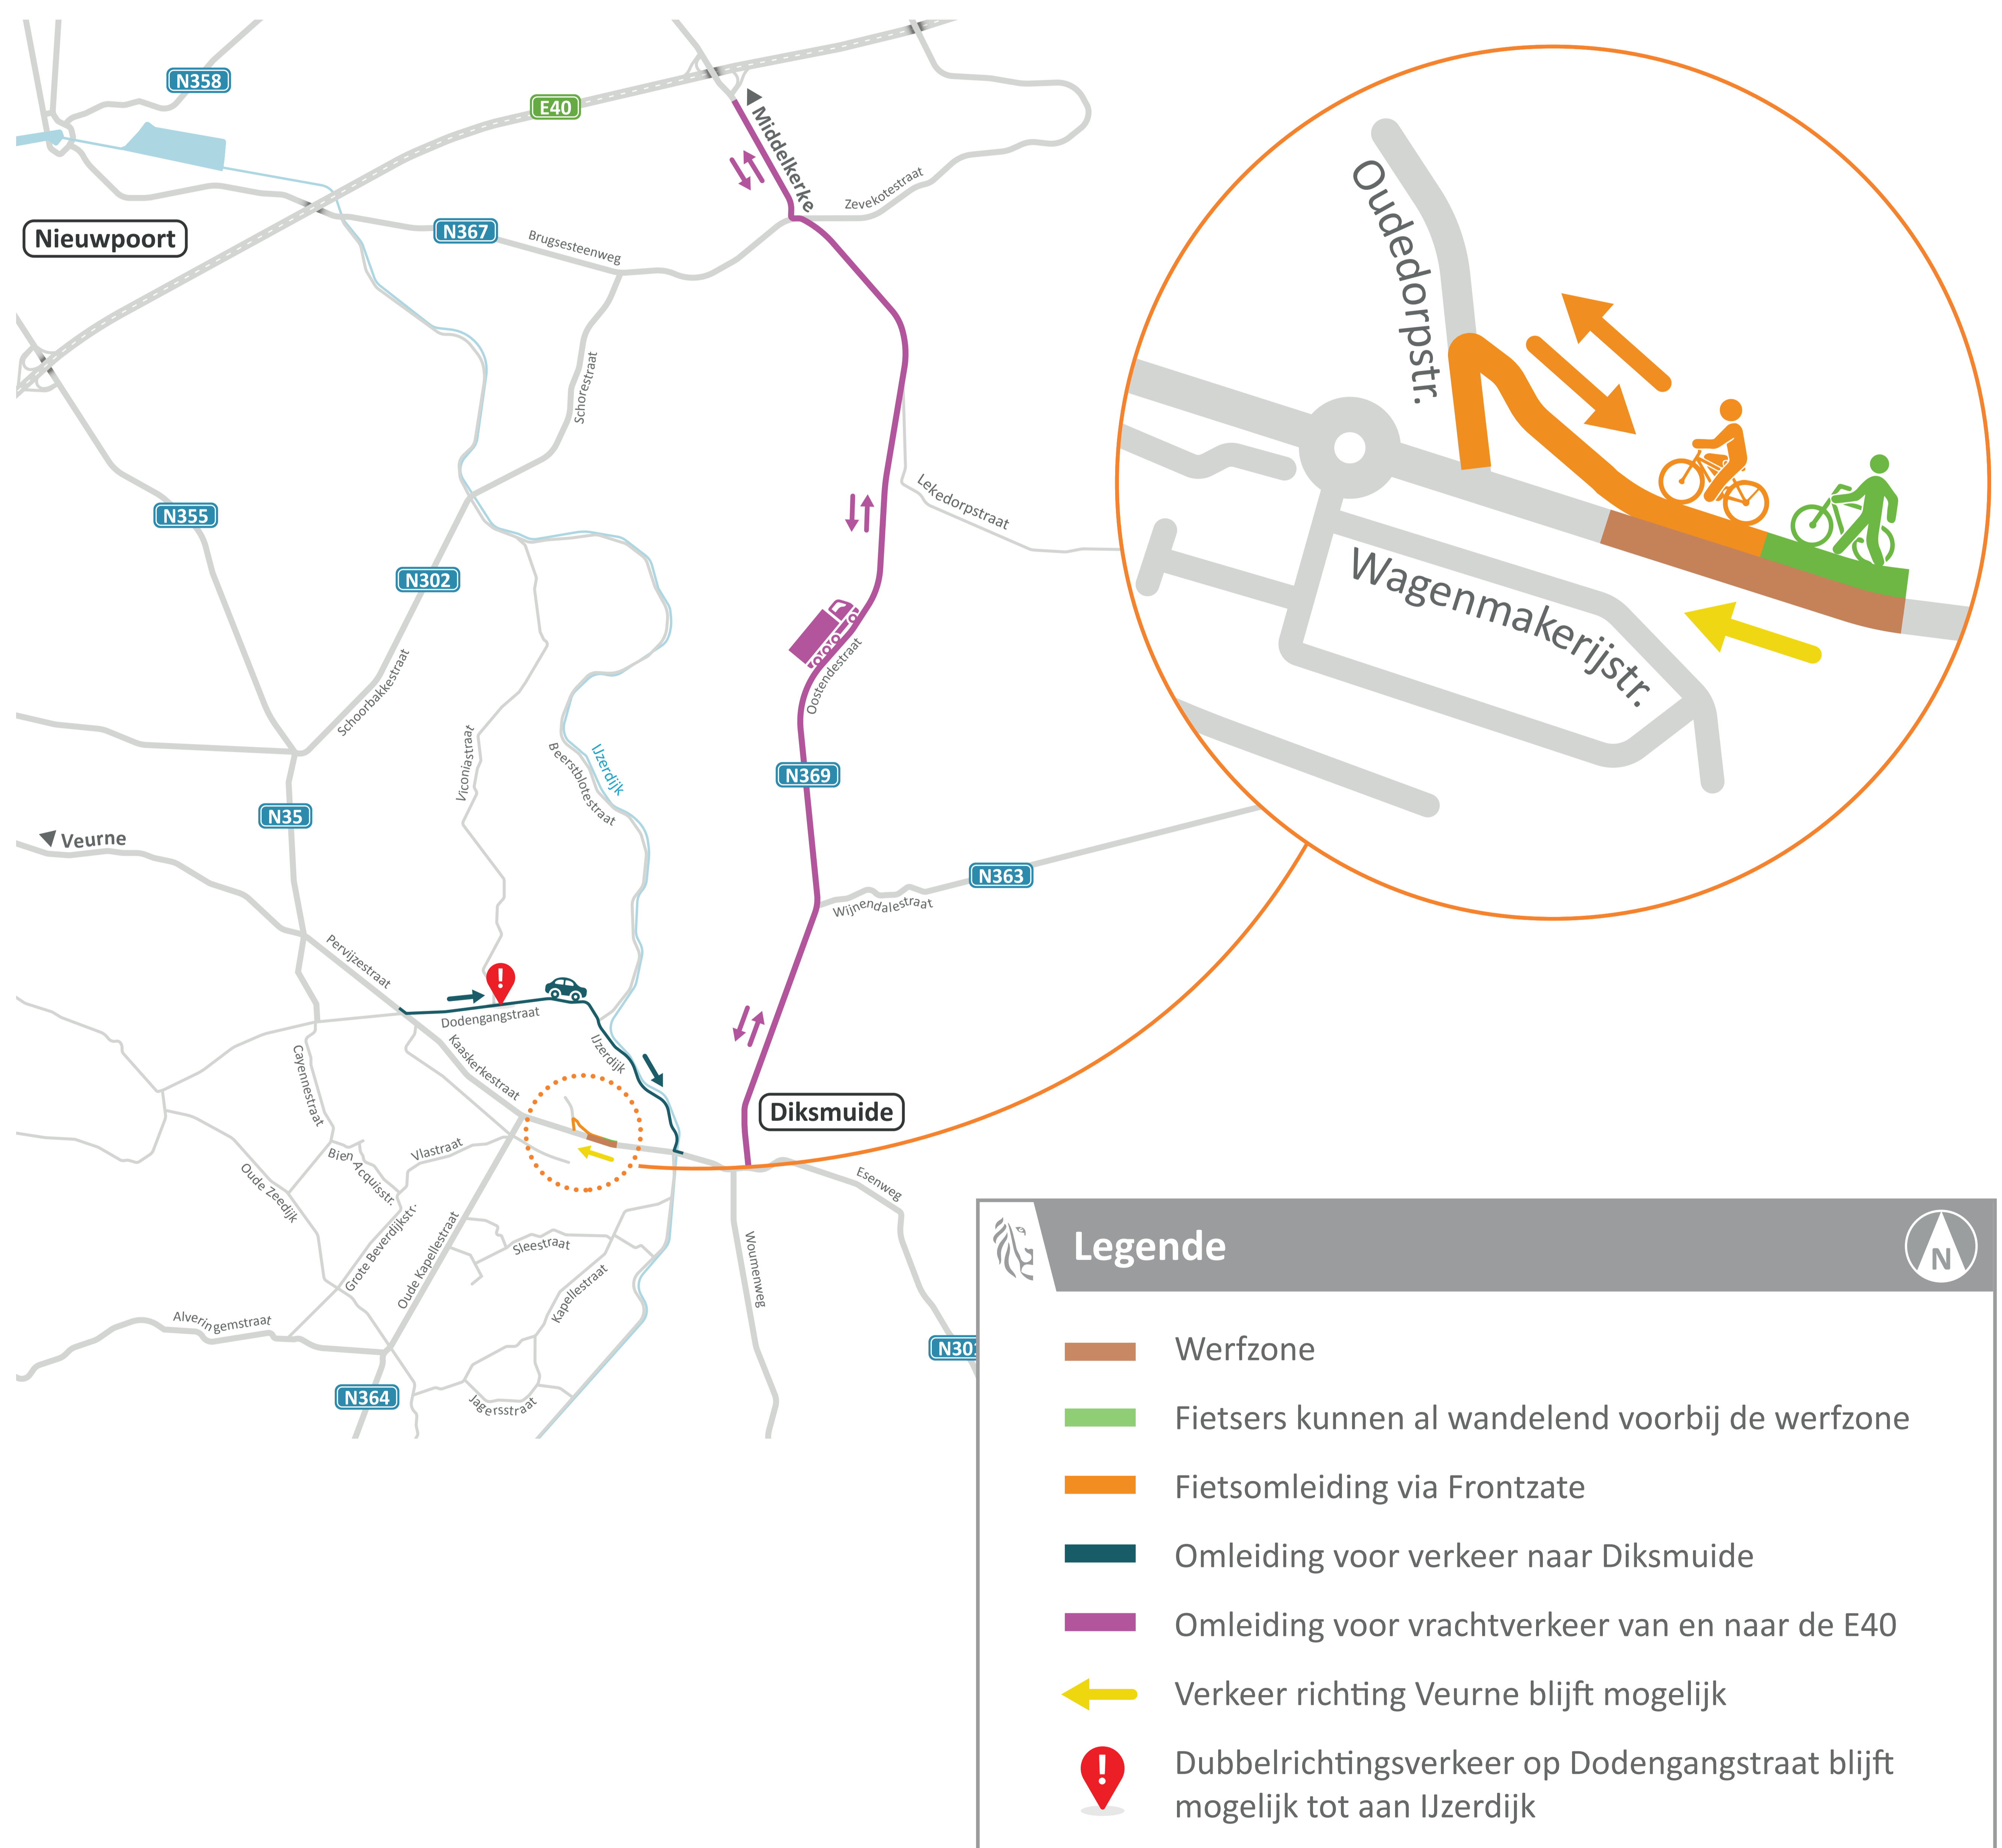 N358
E40
Middelkerke
Zevekotestraat
Nieuwpoort
N367
Brugsesteenweg
Schorestraat
Lekedorpstraat
N355
N302
Schoorbakkestraat
Oostendestraat
Viconiastraat
Beerstblotestraat
IJzerdijk
N369
N35
Veurne
N363
Wijnendalestraat
Pervijzestraat
Dodengangstraat
IJzerdijk
Kaaskerkestraat
Cayennestraat
Diksmuide
Vlastraat
Bien Acquisstr.
Oude Zeedijk
Grote Beverdijkstr.
Oude Kapellestraat
Sleestraat
Kapellestraat
Esenweg
Woumenweg
Alveringemstraat
N364
Jagersstraat
N301
Oudedorpstr.
Wagenmakerijstr.
Legende
N
Werfzone
Fietsers kunnen al wandelend voorbij de werfzone
Fietsomleiding via Frontzate
Omleiding voor verkeer naar Diksmuide
Omleiding voor vrachtverkeer van en naar de E40
Verkeer richting Veurne blijft mogelijk
!
Dubbelrichtingsverkeer op Dodengangstraat blijft
mogelijk tot aan IJzerdijk